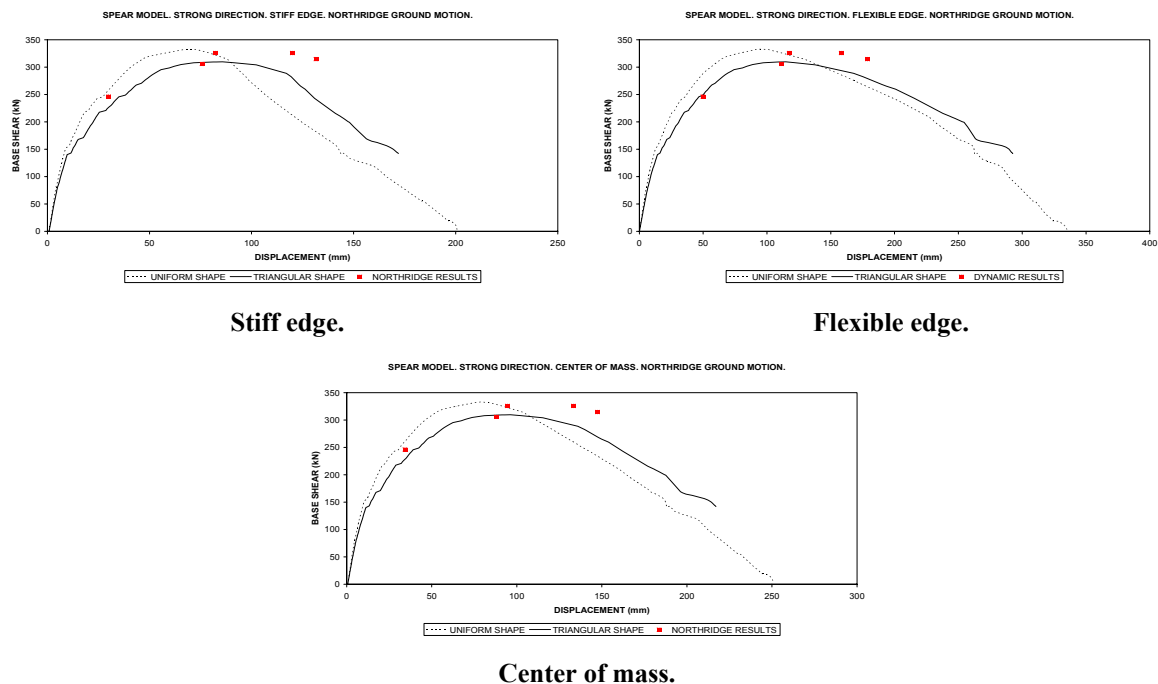 SPEAR MODEL. STRONG DIRECTION. STIFF EDGE. NORTHRIDGE GROUND MOTION.
350
300
250
200
150
100
50
0
BASE SHEAR (kN)
0 50 100 150 200 250
DISPLACEMENT (mm)
UNIFORM SHAPE TRIANGULAR SHAPE NORTHRIDGE RESULTS
Stiff edge.
SPEAR MODEL. STRONG DIRECTION. FLEXIBLE EDGE. NORTHRIDGE GROUND MOTION.
350
300
250
200
150
100
50
0
BASE SHEAR (kN)
0 50 100 150 200 250 300 350 400
DISPLACEMENT (mm)
UNIFORM SHAPE TRIANGULAR SHAPE DYNAMIC RESULTS
Flexible edge.
SPEAR MODEL. STRONG DIRECTION. CENTER OF MASS. NORTHRIDGE GROUND MOTION.
350
300
250
200
150
100
50
0
BASE SHEAR (kN)
0 50 100 150 200 250 300
DISPLACEMENT (mm)
UNIFORM SHAPE TRIANGULAR SHAPE NORTHRIDGE RESULTS
Center of mass.